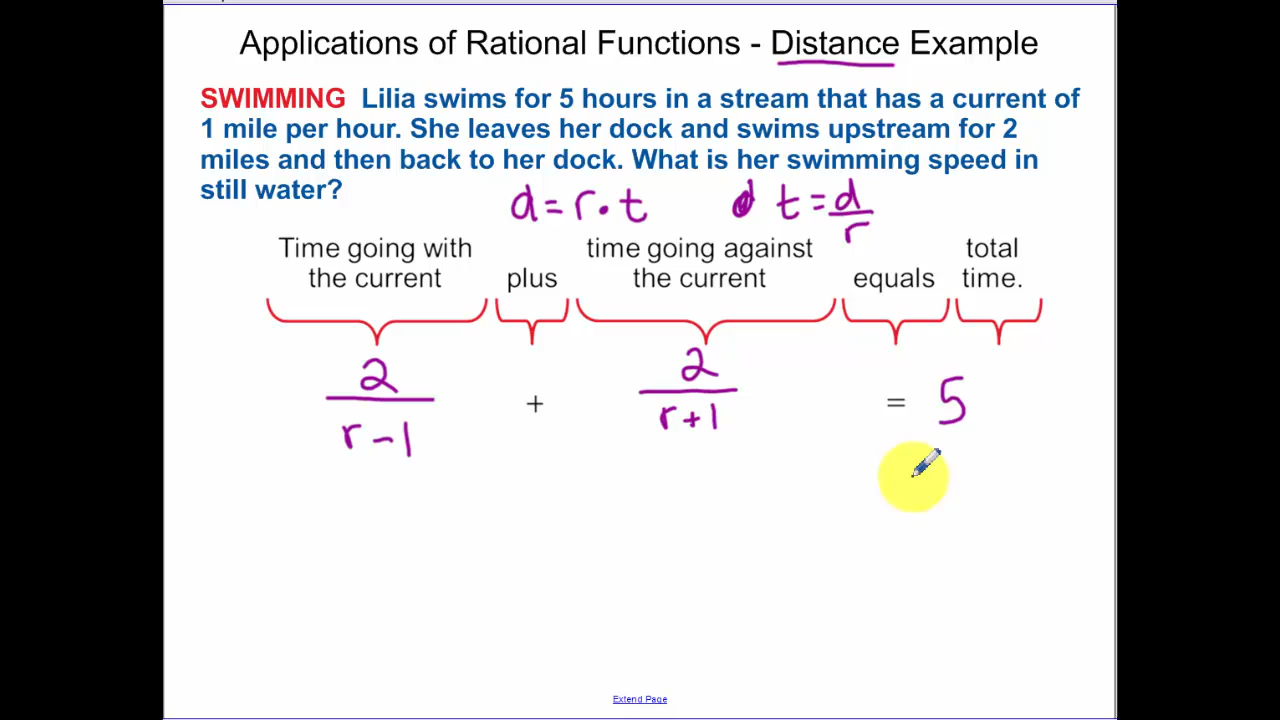 Applications of Rational Functions - Distance Example
SWIMMING Lilia swims for 5 hours in a stream that has a current of
1 mile per hour. She leaves her dock and swims upstream for 2
miles and then back to her dock. What is her swimming speed in
still water?
d = r · t t = d/r
Time going with the current plus time going against the current equals total time.
2/(r - 1) + 2/(r + 1) = 5
Extend Page